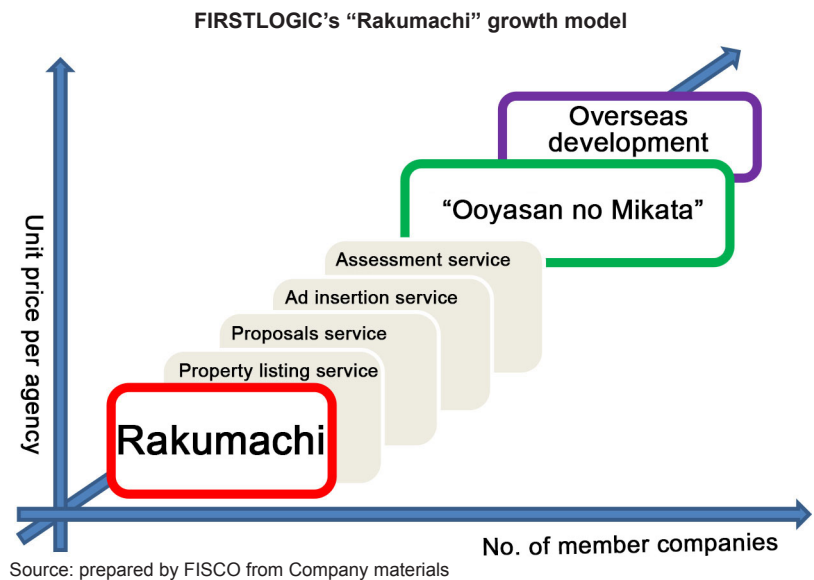 FIRSTLOGIC’s “Rakumachi” growth model
Overseas
development
“Ooyasan no Mikata”
Assessment service
Ad insertion service
Proposals service
Property listing service
Rakumachi
Unit price per agency
No. of member companies
Source: prepared by FISCO from Company materials